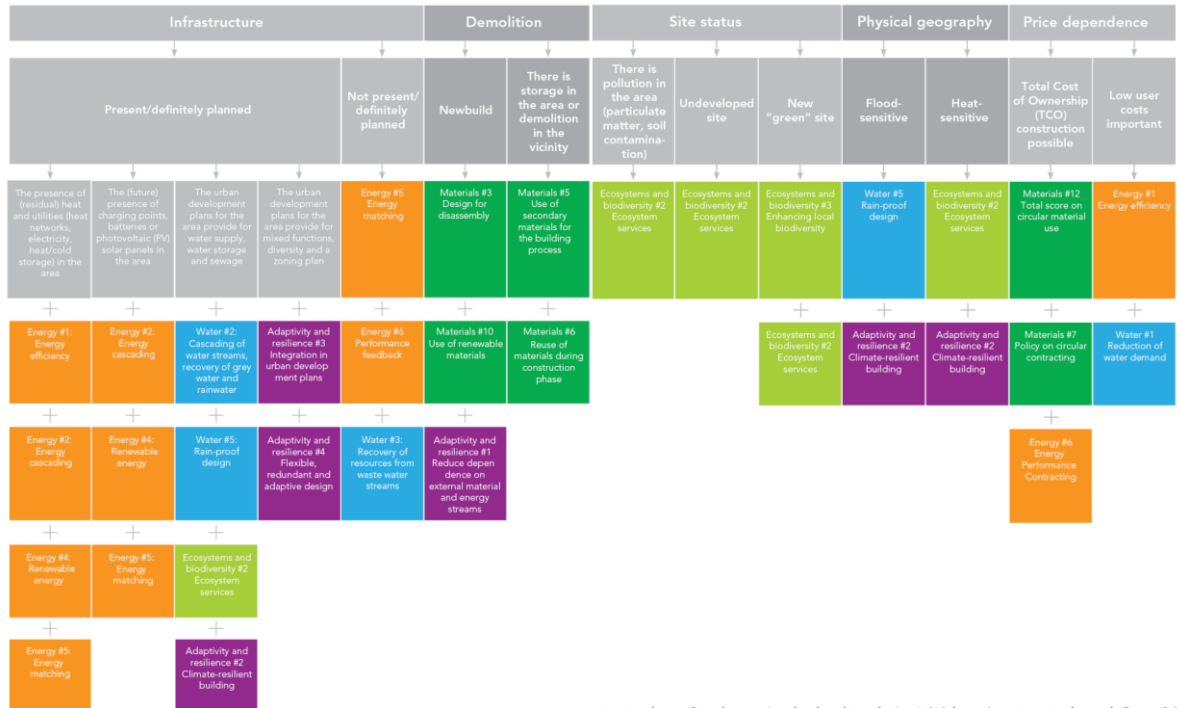 Infrastructure
Demolition
Site status
Physical geography
Price dependence
Present/definitely planned
Not present/
definitely
planned
Newbuild
There is
storage in
the area or
demolition
in the
vicinity
There is
pollution in
the area
(particulate
matter, soil
contamina-
tion)
Undeveloped
site
New
"green" site
Flood-
sensitive
Heat-
sensitive
Total Cost
of Ownership
(TCO)
construction
possible
Low user
costs
important
The presence of
(residual) heat
and utilities (heat
networks,
electricity,
heat/cold
storage) in the
area
The (future)
presence of
charging points,
batteries or
photovoltaic (PV)
solar panels in
the area
The urban
development
plans for the
area provide for
water supply,
water storage
and sewage
The urban
development
plans for the
area provide for
mixed functions,
diversity and a
zoning plan
Energy #5
Energy
matching
Materials #3
Design for
disassembly
Materials #5
Use of
secondary
materials for
the building
process
Ecosystems and
biodiversity #2
Ecosystem
services
Ecosystems and
biodiversity #2
Ecosystem
services
Ecosystems and
biodiversity #3
Enhancing local
biodiversity
Water #5
Rain-proof
design
Ecosystems and
biodiversity #2
Ecosystem
services
Materials #12
Total score on
circular material
use
Energy #1
Energy efficiency
+ + + + + + + + + + + +
Energy #1:
Energy
efficiency
Energy #2:
Energy
cascading
Water #2:
Cascading of
water streams,
recovery of grey
water and
rainwater
Adaptivity and
resilience #3
Integration in
urban develop
ment plans
Energy #6
Performance
feedback
Materials #10
Use of renewable
materials
Materials #6
Reuse of
materials during
construction
phase
Ecosystems and
biodiversity #2
Ecosystem
services
Adaptivity and
resilience #2
Climate-resilient
building
Adaptivity and
resilience #2
Climate-resilient
building
Materials #7
Policy on circular
contracting
Water #1
Reduction of
water demand
+ + + + + + +
Energy #2:
Energy
cascading
Energy #4:
Renewable
energy
Water #5:
Rain-proof
design
Adaptivity and
resilience #4
Flexible,
redundant and
adaptive design
Water #3:
Recovery of
resources from
waste water
streams
Adaptivity and
resilience #1
Reduce depen
dence on
external material
and energy
streams
Energy #6
Energy
Performance
Contracting
+ + +
Energy #4:
Renewable
energy
Energy #5:
Energy
matching
Ecosystems and
biodiversity #2
Ecosystem
services
+ +
Energy #5:
Energy
matching
Adaptivity and
resilience #2
Climate-resilient
building